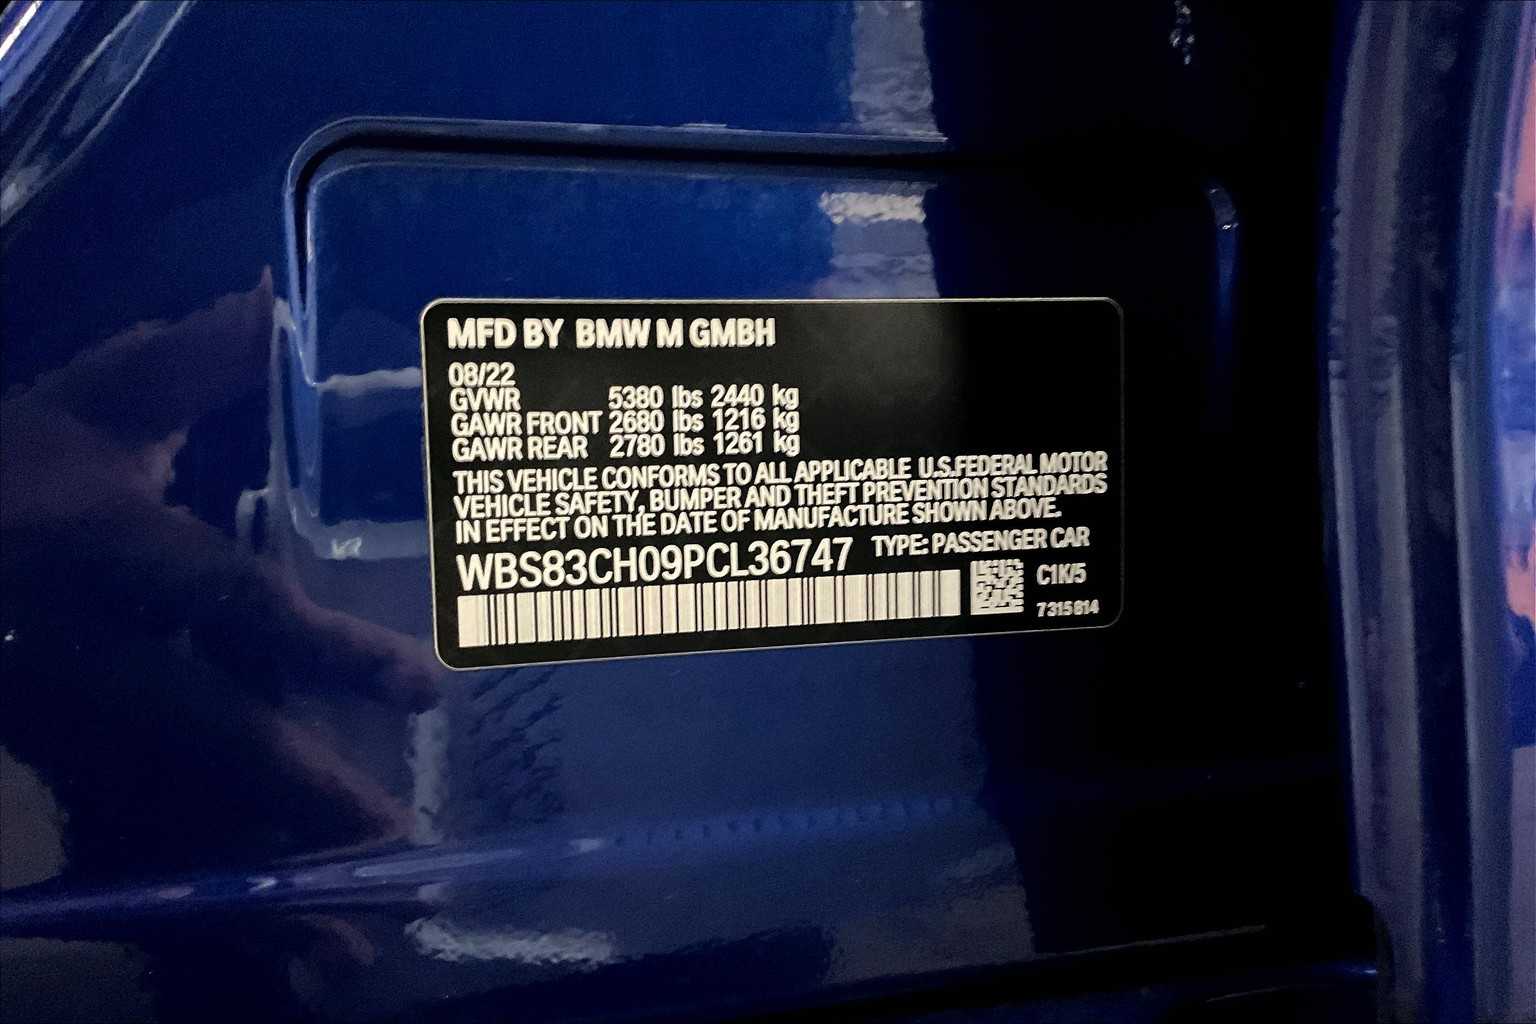 MFD BY BMW M GMBH
08/22
GVWR 5380 lbs 2440 kg
GAWR FRONT 2680 lbs 1216 kg
GAWR REAR 2780 lbs 1261 kg
THIS VEHICLE CONFORMS TO ALL APPLICABLE U.S.FEDERAL MOTOR
VEHICLE SAFETY, BUMPER AND THEFT PREVENTION STANDARDS
IN EFFECT ON THE DATE OF MANUFACTURE SHOWN ABOVE.
WBS83CH09PCL36747 TYPE: PASSENGER CAR
C1K/5
7315814